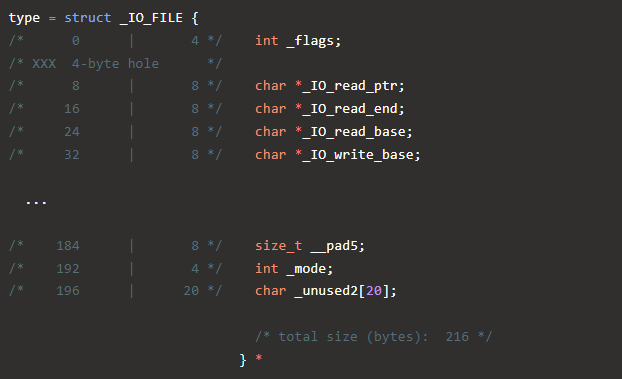 type = struct _IO_FILE {
/*      0      |       4 */    int _flags;
/* XXX  4-byte hole      */
/*      8      |       8 */    char *_IO_read_ptr;
/*     16      |       8 */    char *_IO_read_end;
/*     24      |       8 */    char *_IO_read_base;
/*     32      |       8 */    char *_IO_write_base;
...
/*    184      |       8 */    size_t __pad5;
/*    192      |       4 */    int _mode;
/*    196      |      20 */    char _unused2[20];
/* total size (bytes):  216 */
} *